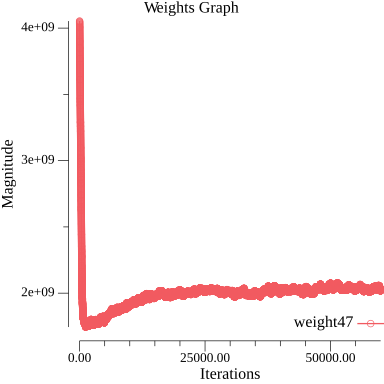 Weights Graph
4e+09
3e+09
2e+09
Magnitude
weight47
0.00
25000.00
50000.00
Iterations